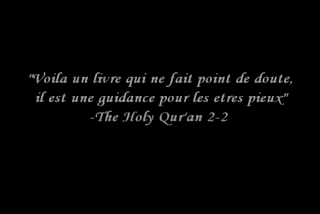 "Voila un livre qui ne fait point de doute,
il est une guidance pour les etres pieux"
-The Holy Qur'an 2-2